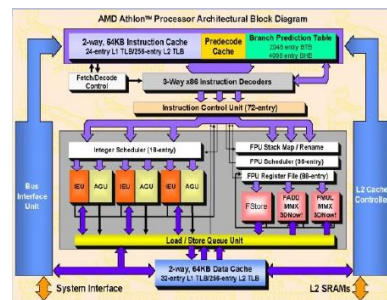 AMD Athlon™ Processor Architectural Block Diagram
2-way, 64KB Instruction Cache
24-entry L1 TLB/256-entry L2 TLB
Predecode
Cache
Branch Prediction Table
2048 entry BTB
4096 entry BHB
Fetch/Decode
Control
3-Way x86 Instruction Decoders
Instruction Control Unit (72-entry)
Bus
Interface
Unit
L2 Cache
Controller
Integer Scheduler (18-entry)
FPU Stack Map / Rename
FPU Scheduler (36-entry)
FPU Register File (88-entry)
IEU
AGU
IEU
AGU
IEU
AGU
FStore
FADD
MMX
3DNow!
FMUL
MMX
3DNow!
Load / Store Queue Unit
2-way, 64KB Data Cache
32-entry L1 TLB/256-entry L2 TLB
System Interface
L2 SRAMs